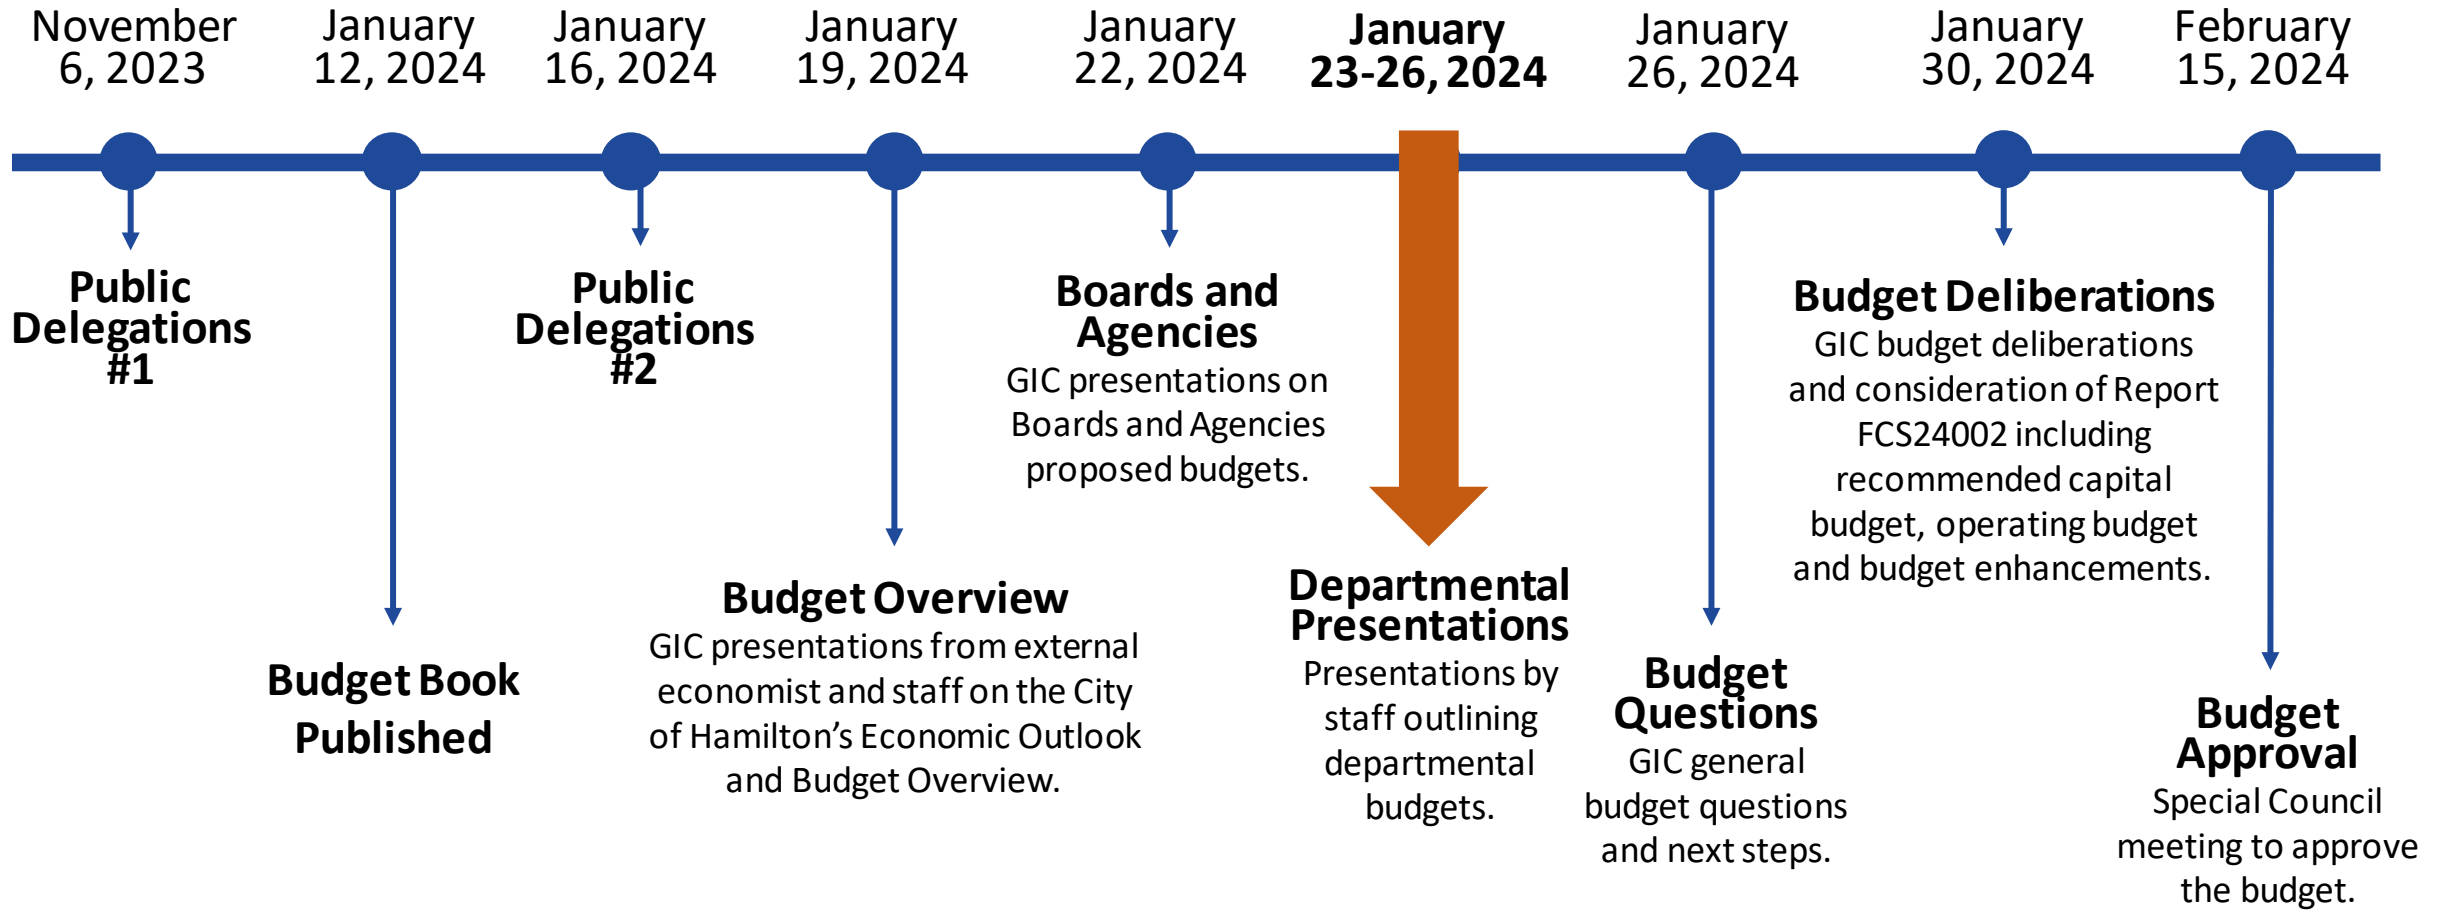 November
6, 2023
January
12, 2024
January
16, 2024
January
19, 2024
January
22, 2024
January
23-26, 2024
January
26, 2024
January
30, 2024
February
15, 2024
Public
Delegations
#1
Budget Book
Published
Public
Delegations
#2
Budget Overview
GIC presentations from external
economist and staff on the City
of Hamilton’s Economic Outlook
and Budget Overview.
Boards and
Agencies
GIC presentations on
Boards and Agencies
proposed budgets.
Departmental
Presentations
Presentations by
staff outlining
departmental
budgets.
Budget
Questions
GIC general
budget questions
and next steps.
Budget Deliberations
GIC budget deliberations
and consideration of Report
FCS24002 including
recommended capital
budget, operating budget
and budget enhancements.
Budget
Approval
Special Council
meeting to approve
the budget.